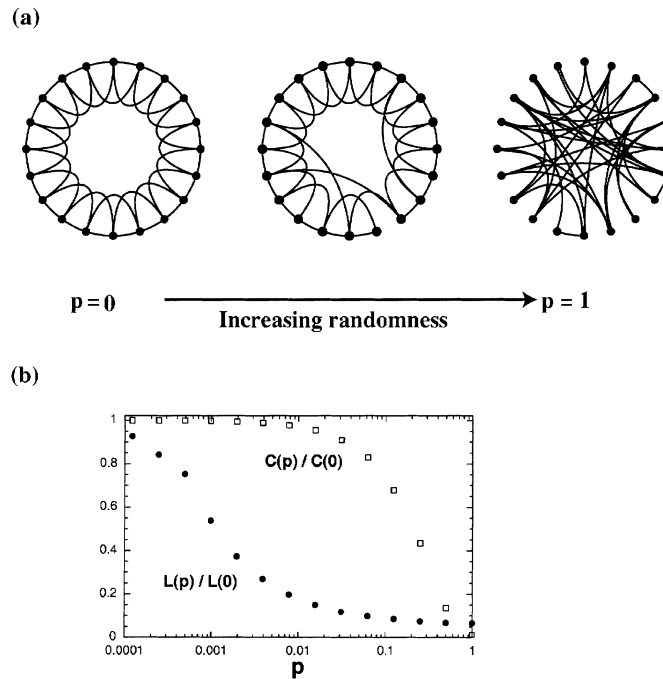 (a)
p = 0
Increasing randomness
p = 1
(b)
1
0.8
0.6
0.4
0.2
0
C(p) / C(0)
L(p) / L(0)
0.0001
0.001
0.01
0.1
1
p